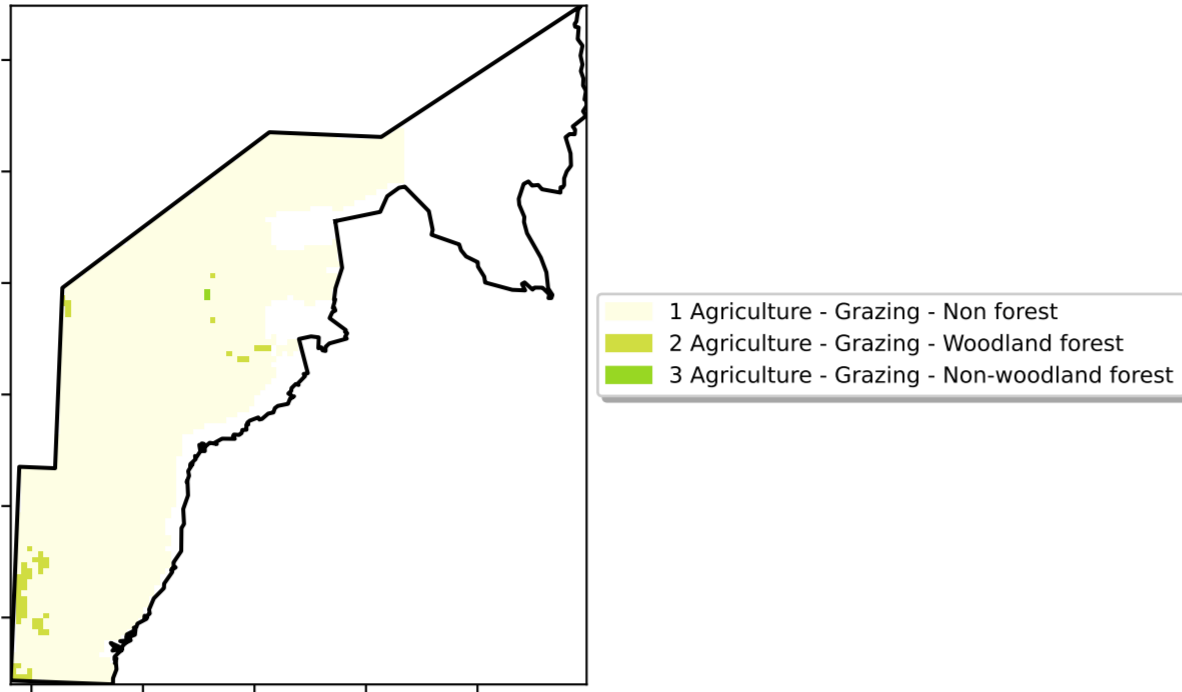 1 Agriculture - Grazing - Non forest
2 Agriculture - Grazing - Woodland forest
3 Agriculture - Grazing - Non-woodland forest